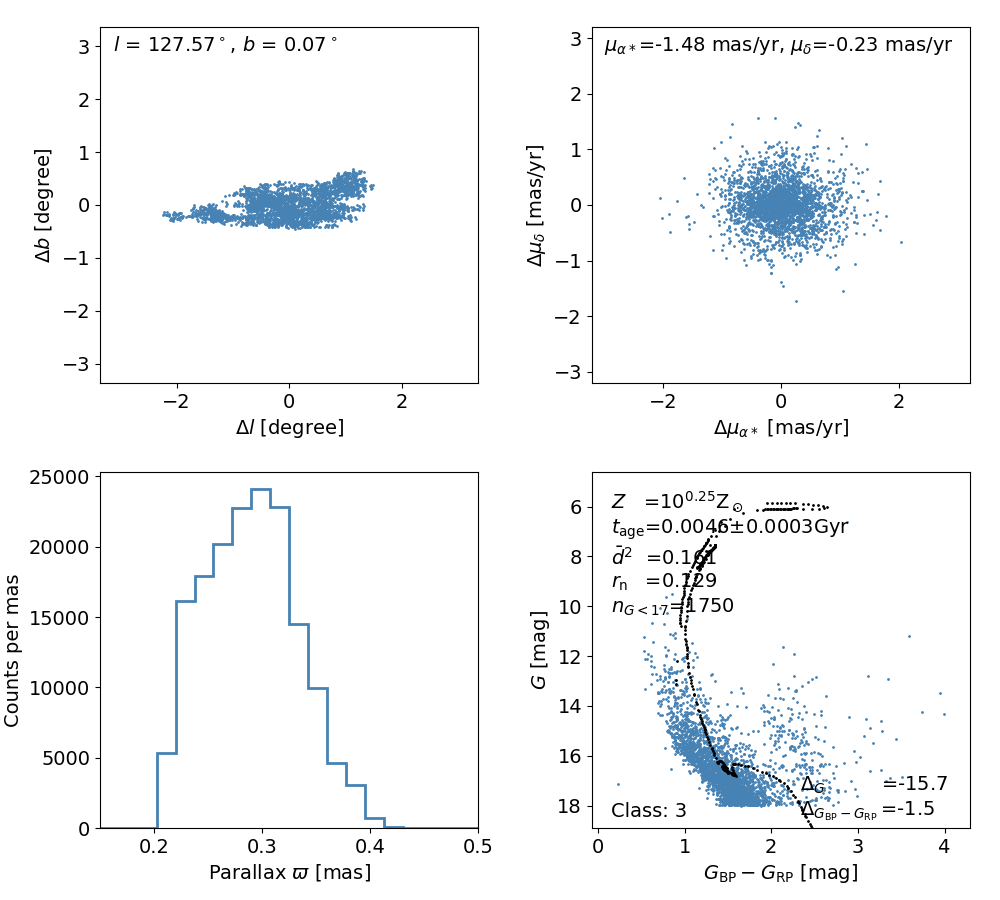 l = 127.57°, b = 0.07°
3
2
1
0
−1
−2
−3
−2 0 2
Δl [degree]
Δb [degree]
μα*=-1.48 mas/yr, μδ=-0.23 mas/yr
3
2
1
0
−1
−2
−3
−2 0 2
Δμα* [mas/yr]
Δμδ [mas/yr]
25000
20000
15000
10000
5000
0
0.2 0.3 0.4 0.5
Parallax ϖ [mas]
Counts per mas
Z =10^0.25 Z⊙
t_age=0.0046±0.0003Gyr
d̄² =0.161
r_n =0.129
n_G<17=1750
Δ_G =-15.7
Δ_GBP−GRP =-1.5
Class: 3
6
8
10
12
14
16
18
0 1 2 3 4
G_BP − G_RP [mag]
G [mag]